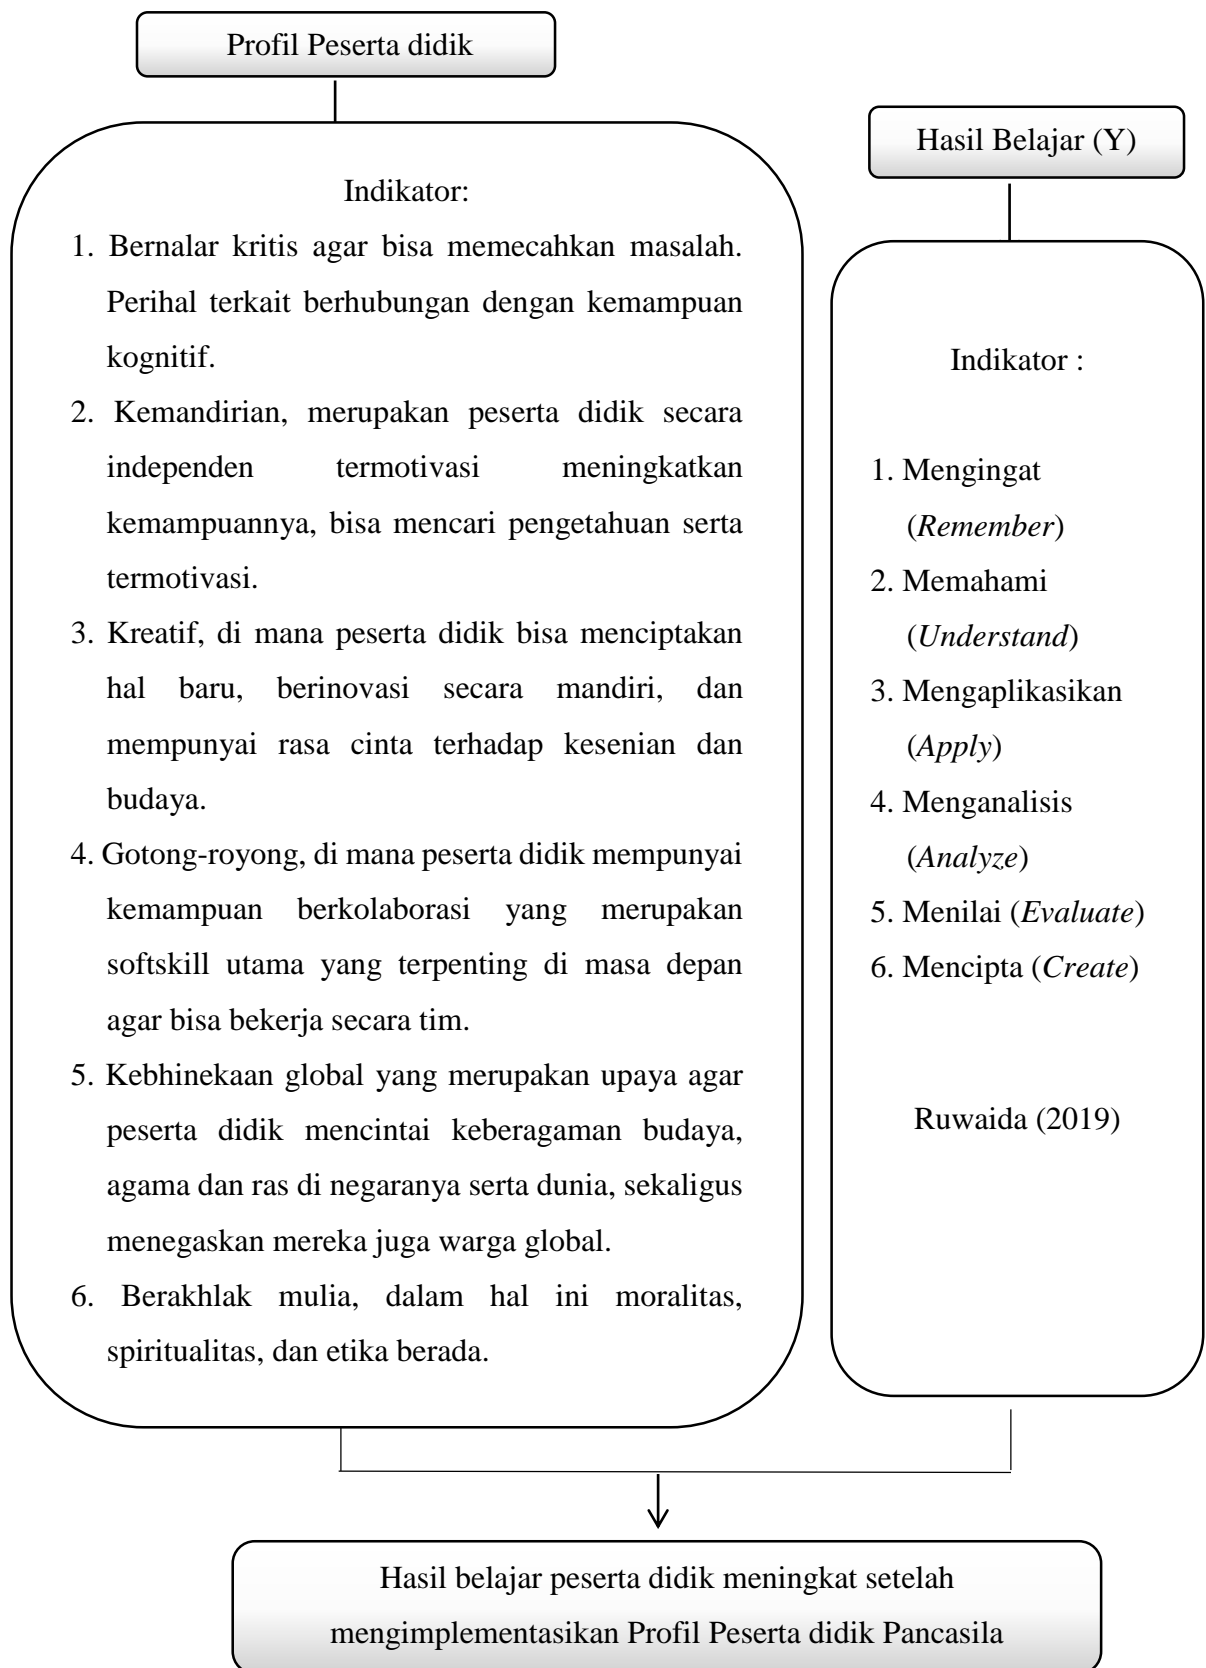 Profil Peserta didik
Indikator:
1. Bernalar kritis agar bisa memecahkan masalah.
Perihal terkait berhubungan dengan kemampuan
kognitif.
2. Kemandirian, merupakan peserta didik secara
independen termotivasi meningkatkan
kemampuannya, bisa mencari pengetahuan serta
termotivasi.
3. Kreatif, di mana peserta didik bisa menciptakan
hal baru, berinovasi secara mandiri, dan
mempunyai rasa cinta terhadap kesenian dan
budaya.
4. Gotong-royong, di mana peserta didik mempunyai
kemampuan berkolaborasi yang merupakan
softskill utama yang terpenting di masa depan
agar bisa bekerja secara tim.
5. Kebhinekaan global yang merupakan upaya agar
peserta didik mencintai keberagaman budaya,
agama dan ras di negaranya serta dunia, sekaligus
menegaskan mereka juga warga global.
6. Berakhlak mulia, dalam hal ini moralitas,
spiritualitas, dan etika berada.
Hasil Belajar (Y)
Indikator :
1. Mengingat
(Remember)
2. Memahami
(Understand)
3. Mengaplikasikan
(Apply)
4. Menganalisis
(Analyze)
5. Menilai (Evaluate)
6. Mencipta (Create)
Ruwaida (2019)
Hasil belajar peserta didik meningkat setelah
mengimplementasikan Profil Peserta didik Pancasila